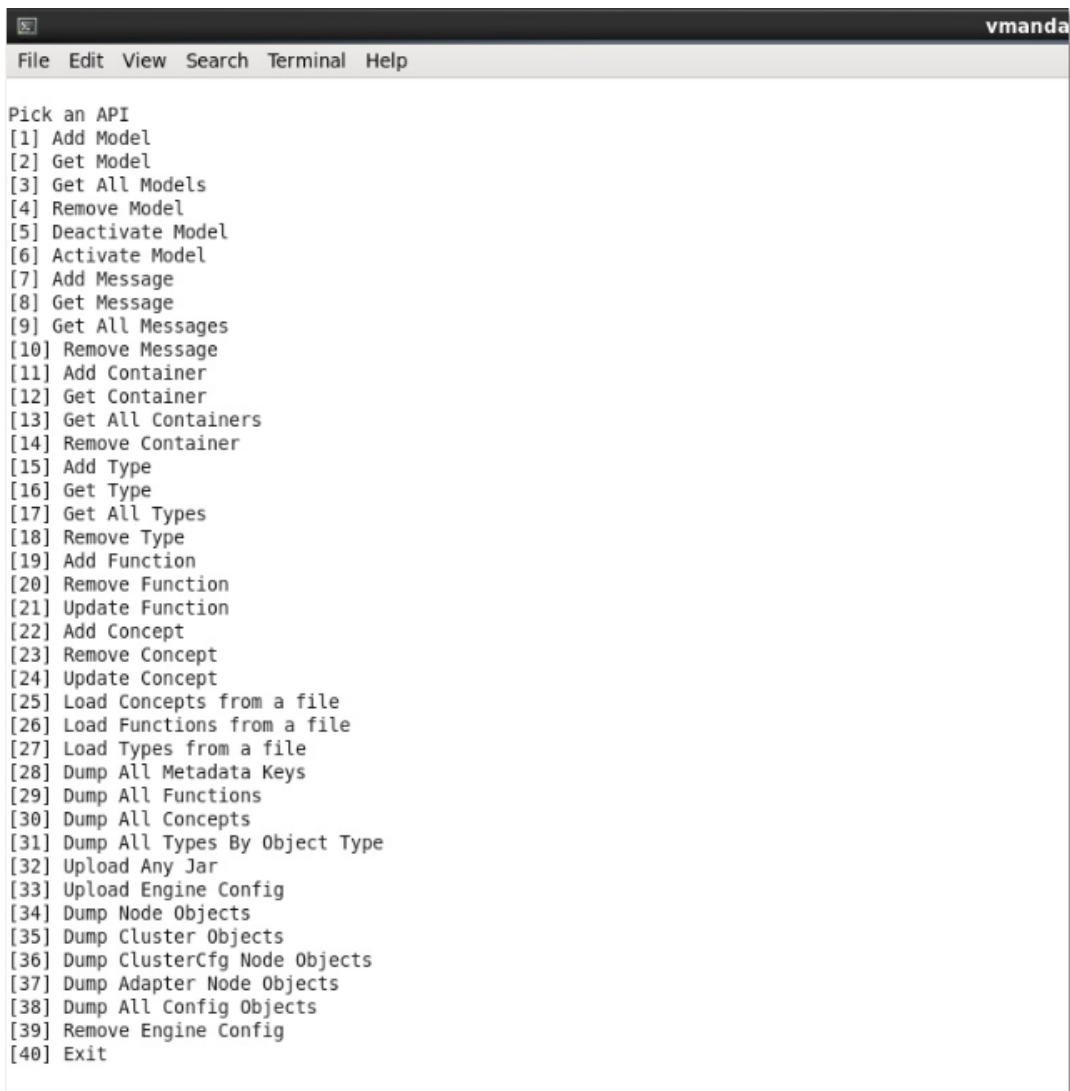 vmanda
File Edit View Search Terminal Help
Pick an API
[1] Add Model
[2] Get Model
[3] Get All Models
[4] Remove Model
[5] Deactivate Model
[6] Activate Model
[7] Add Message
[8] Get Message
[9] Get All Messages
[10] Remove Message
[11] Add Container
[12] Get Container
[13] Get All Containers
[14] Remove Container
[15] Add Type
[16] Get Type
[17] Get All Types
[18] Remove Type
[19] Add Function
[20] Remove Function
[21] Update Function
[22] Add Concept
[23] Remove Concept
[24] Update Concept
[25] Load Concepts from a file
[26] Load Functions from a file
[27] Load Types from a file
[28] Dump All Metadata Keys
[29] Dump All Functions
[30] Dump All Concepts
[31] Dump All Types By Object Type
[32] Upload Any Jar
[33] Upload Engine Config
[34] Dump Node Objects
[35] Dump Cluster Objects
[36] Dump ClusterCfg Node Objects
[37] Dump Adapter Node Objects
[38] Dump All Config Objects
[39] Remove Engine Config
[40] Exit